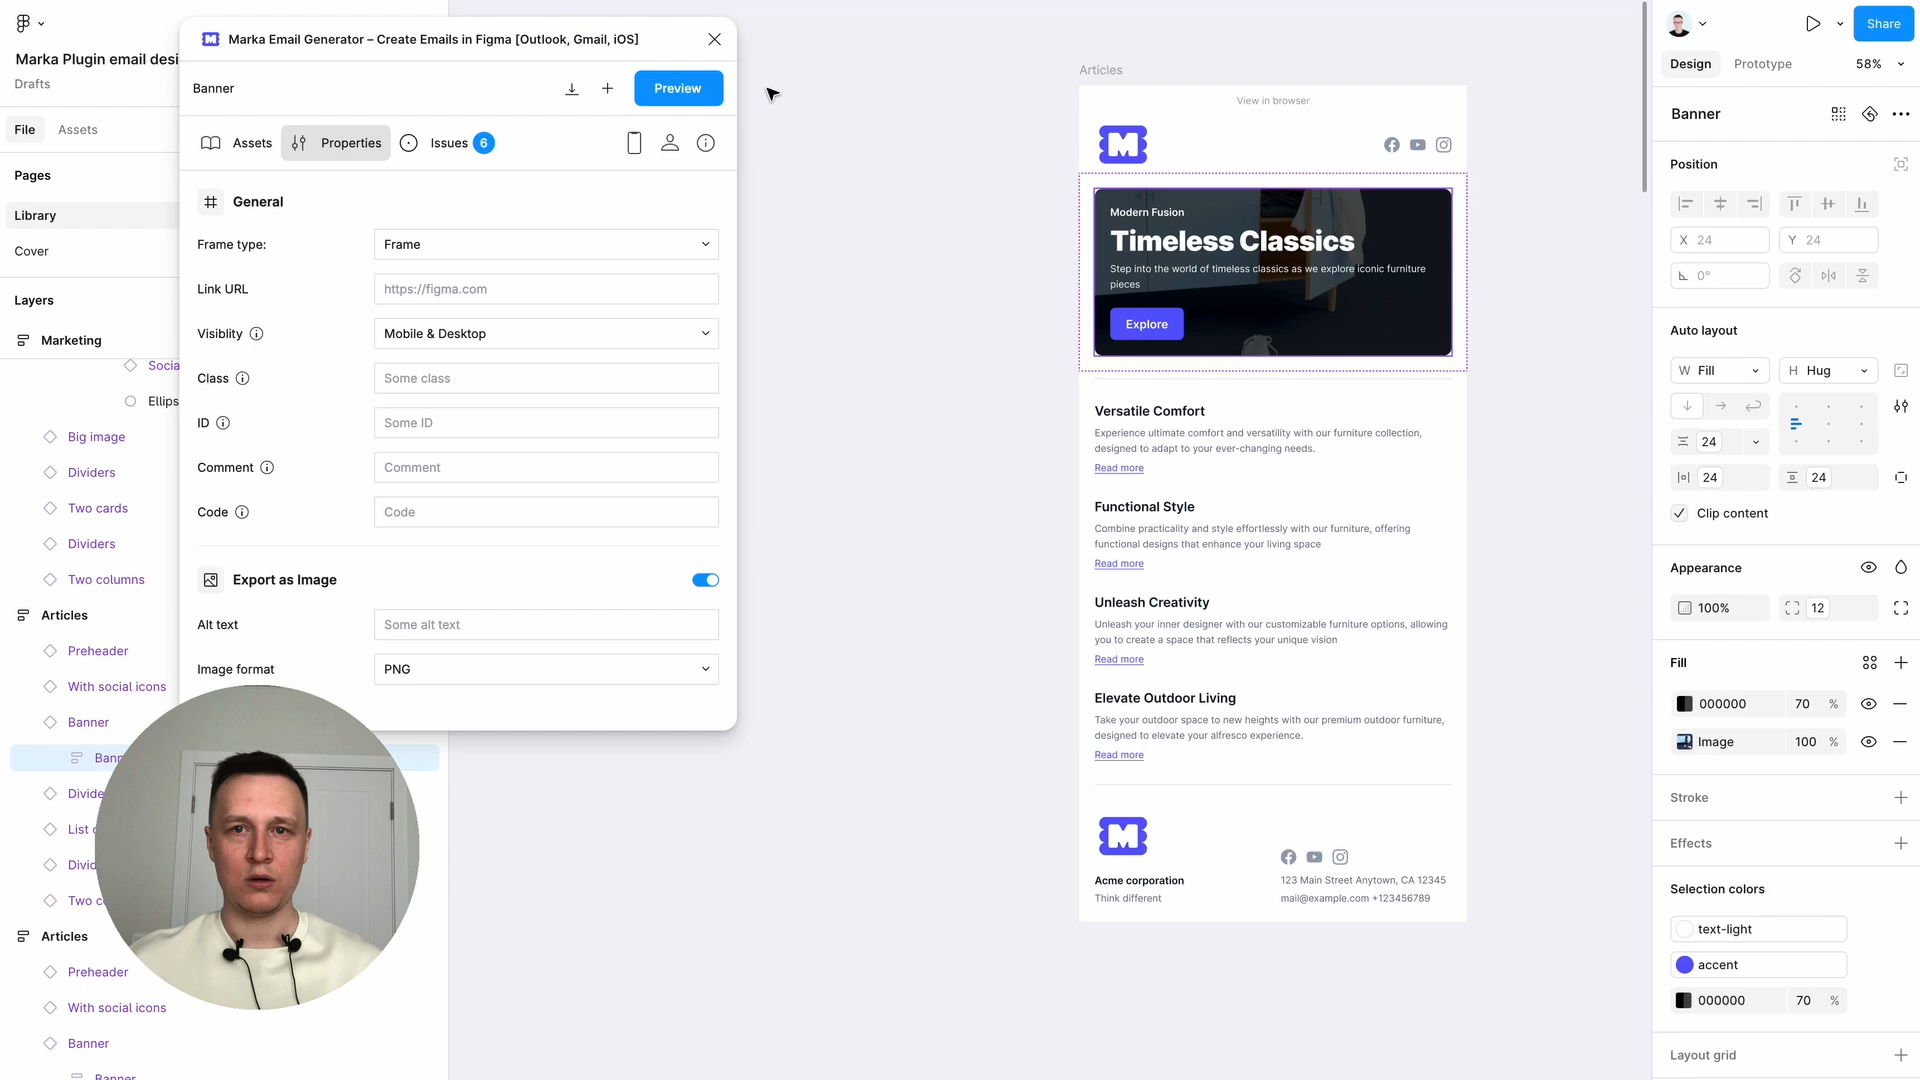 Marka Plugin email desi
Drafts
File
Assets
Pages
Library
Cover
Layers
Marketing
Socia
Ellips
Big image
Dividers
Two cards
Dividers
Two columns
Articles
Preheader
With social icons
Banner
Bann
Divide
List c
Divid
Two co
Articles
Preheader
With social icons
Banner
Banner
Marka Email Generator – Create Emails in Figma [Outlook, Gmail, iOS]
Banner
Preview
Assets
Properties
Issues 6
General
Frame type: Frame
Link URL https://figma.com
Visiblity Mobile & Desktop
Class Some class
ID Some ID
Comment Comment
Code Code
Export as Image
Alt text Some alt text
Image format PNG
Articles
View in browser
Modern Fusion
Timeless Classics
Step into the world of timeless classics as we explore iconic furniture
pieces
Explore
Versatile Comfort
Experience ultimate comfort and versatility with our furniture collection,
designed to adapt to your ever-changing needs.
Read more
Functional Style
Combine practicality and style effortlessly with our furniture, offering
functional designs that enhance your living space
Read more
Unleash Creativity
Unleash your inner designer with our customizable furniture options, allowing
you to create a space that reflects your unique vision
Read more
Elevate Outdoor Living
Take your outdoor space to new heights with our premium outdoor furniture,
designed to elevate your alfresco experience.
Read more
Acme corporation
Think different
123 Main Street Anytown, CA 12345
mail@example.com +123456789
Share
Design
Prototype
58%
Banner
Position
X 24
Y 24
0°
Auto layout
W Fill
H Hug
24
24
24
Clip content
Appearance
100%
12
Fill
000000 70 %
Image 100 %
Stroke
Effects
Selection colors
text-light
accent
000000 70 %
Layout grid